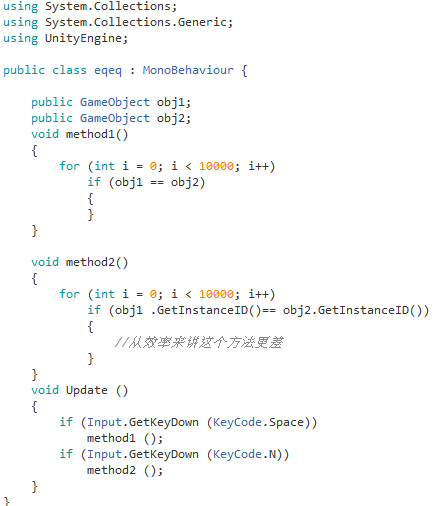 using System.Collections;
using System.Collections.Generic;
using UnityEngine;
public class eqeq : MonoBehaviour {
public GameObject obj1;
public GameObject obj2;
void method1()
{
for (int i = 0; i < 10000; i++)
if (obj1 == obj2)
{
}
}
void method2()
{
for (int i = 0; i < 10000; i++)
if (obj1 .GetInstanceID()== obj2.GetInstanceID())
{
//从效率来讲这个方法更差
}
}
void Update ()
{
if (Input.GetKeyDown (KeyCode.Space))
method1 ();
if (Input.GetKeyDown (KeyCode.N))
method2 ();
}
}